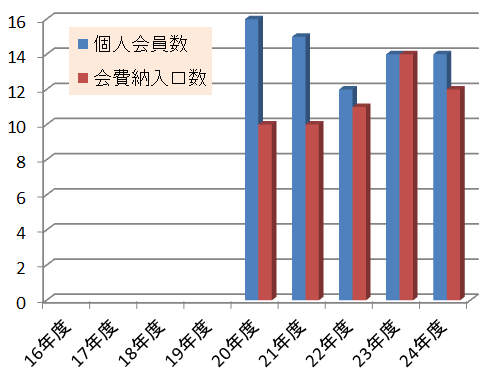 16
14
12
10
8
6
4
2
0
個人会員数
会費納入口数
16年度
17年度
18年度
19年度
20年度
21年度
22年度
23年度
24年度